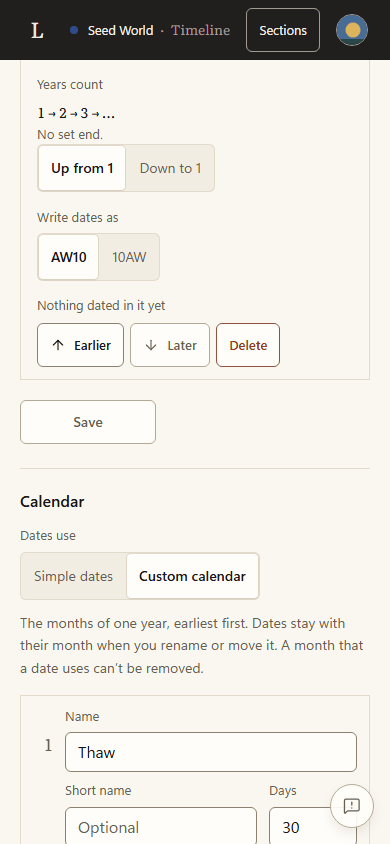 L
Seed World · Timeline
Sections
Years count
1 → 2 → 3 → ...
No set end.
Up from 1
Down to 1
Write dates as
AW10
10AW
Nothing dated in it yet
↑ Earlier
↓ Later
Delete
Save
Calendar
Dates use
Simple dates
Custom calendar
The months of one year, earliest first. Dates stay with
their month when you rename or move it. A month that
a date uses can’t be removed.
Name
1
Thaw
Short name
Days
Optional
30